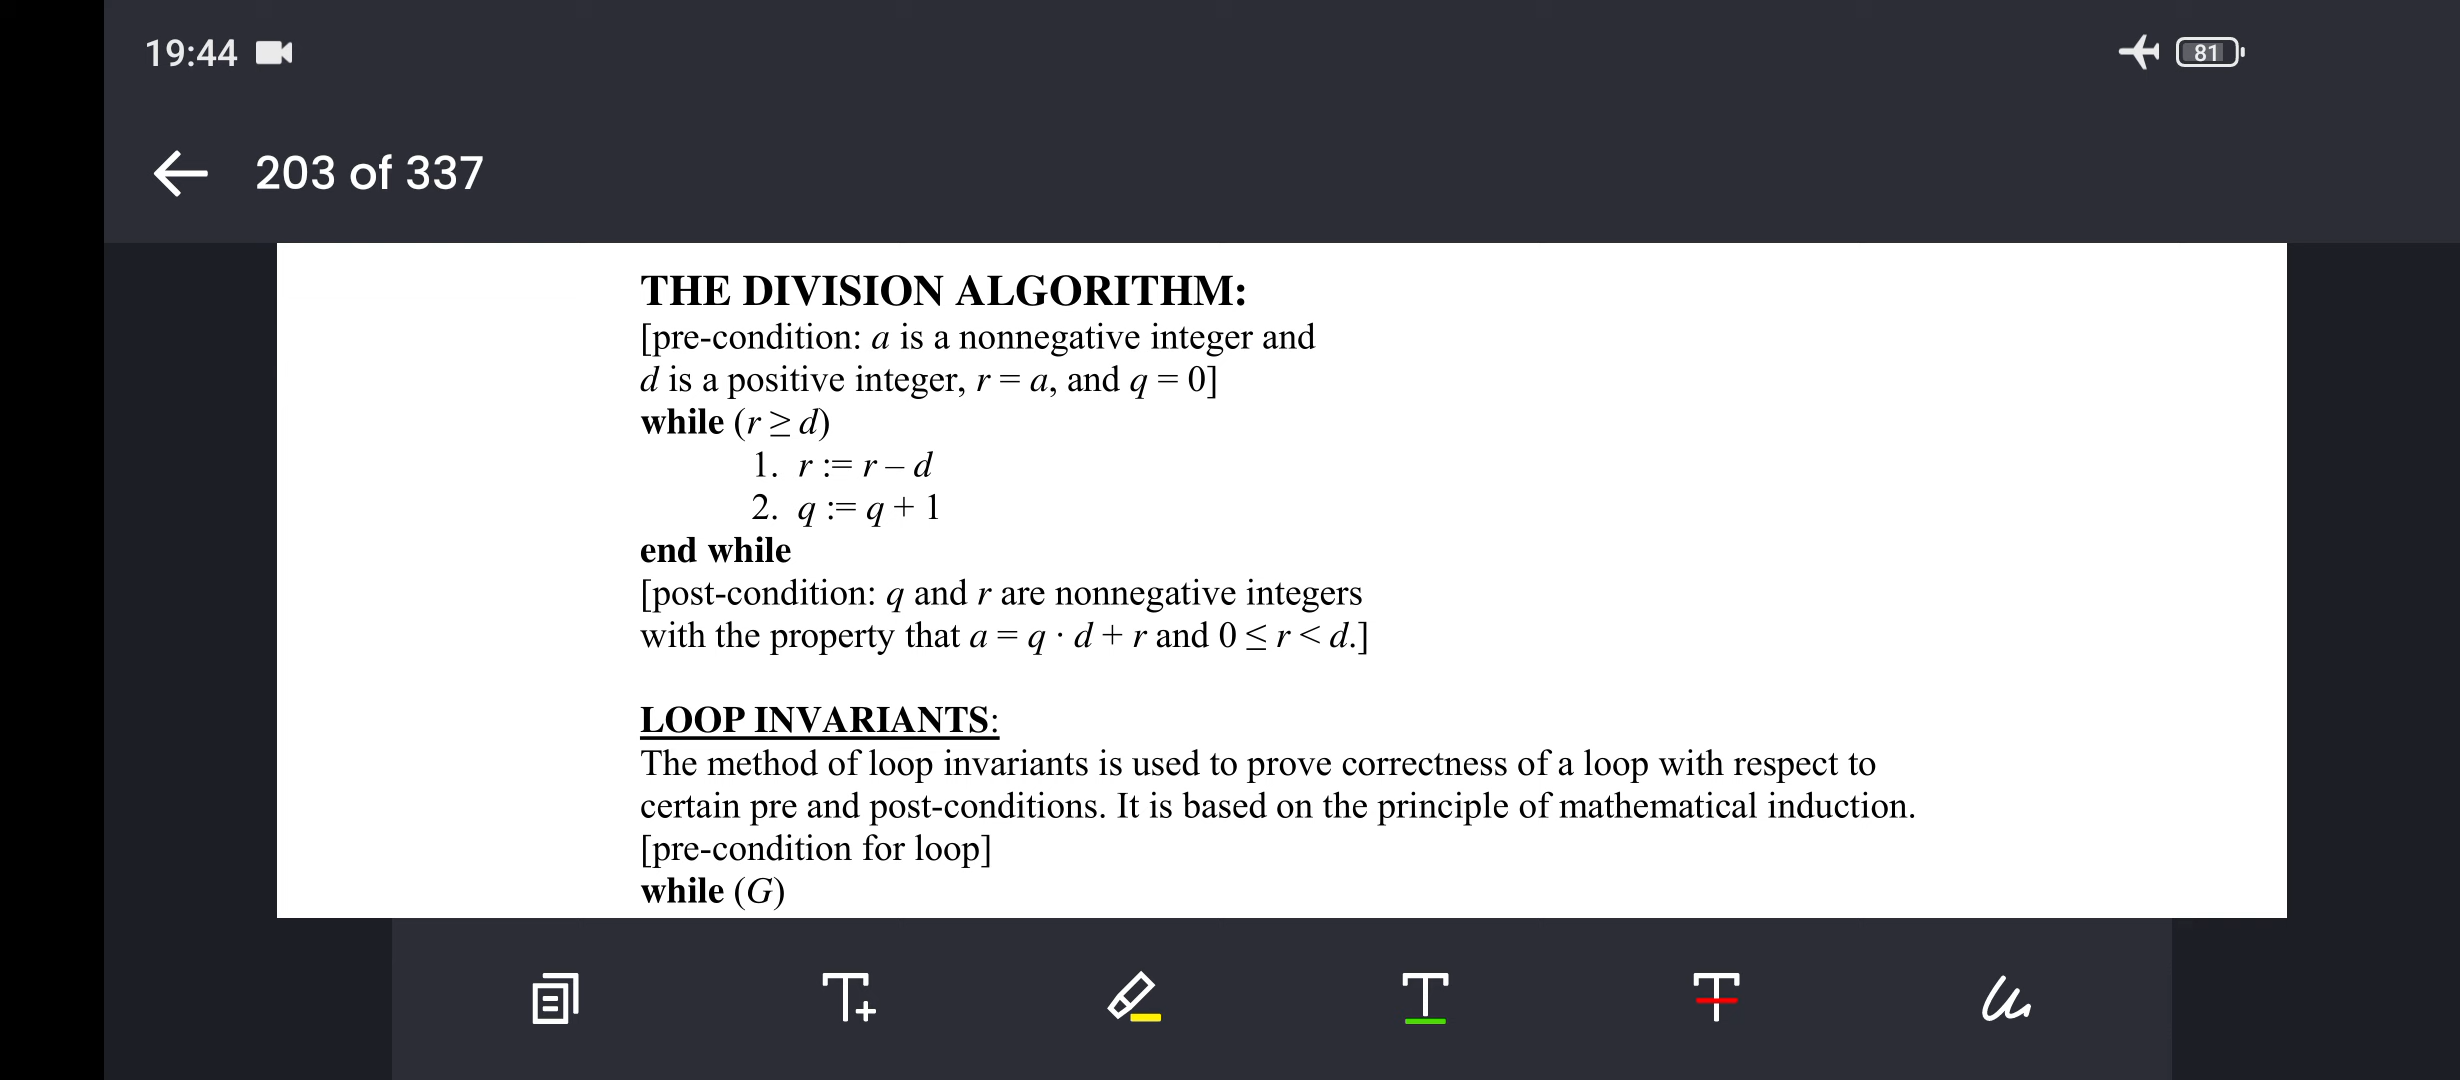 19:44
81
203 of 337
THE DIVISION ALGORITHM:
[pre-condition: a is a nonnegative integer and
d is a positive integer, r = a, and q = 0]
while (r ≥ d)
1. r := r – d
2. q := q + 1
end while
[post-condition: q and r are nonnegative integers
with the property that a = q · d + r and 0 ≤ r < d.]
LOOP INVARIANTS:
The method of loop invariants is used to prove correctness of a loop with respect to
certain pre and post-conditions. It is based on the principle of mathematical induction.
[pre-condition for loop]
while (G)